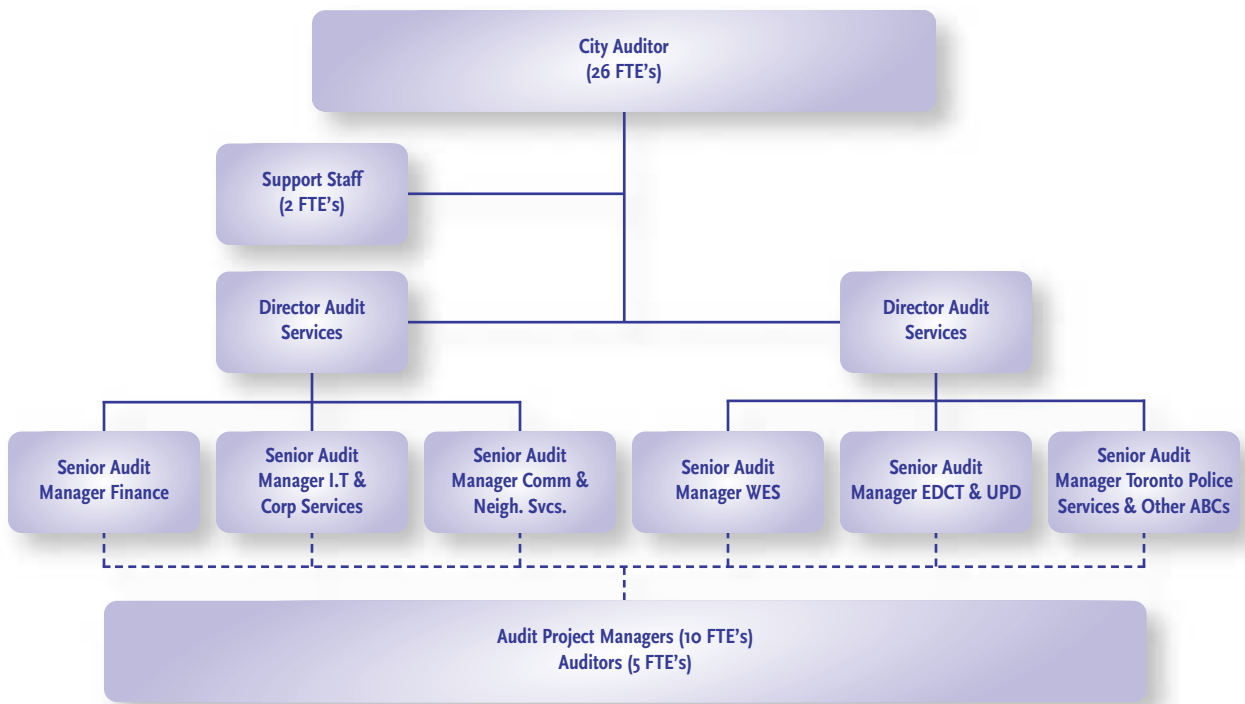 City Auditor
(26 FTE's)
Support Staff
(2 FTE's)
Director Audit
Services
Director Audit
Services
Senior Audit
Manager Finance
Senior Audit
Manager I.T &
Corp Services
Senior Audit
Manager Comm &
Neigh. Svcs.
Senior Audit
Manager WES
Senior Audit
Manager EDCT & UPD
Senior Audit
Manager Toronto Police
Services & Other ABCs
Audit Project Managers (10 FTE's)
Auditors (5 FTE's)